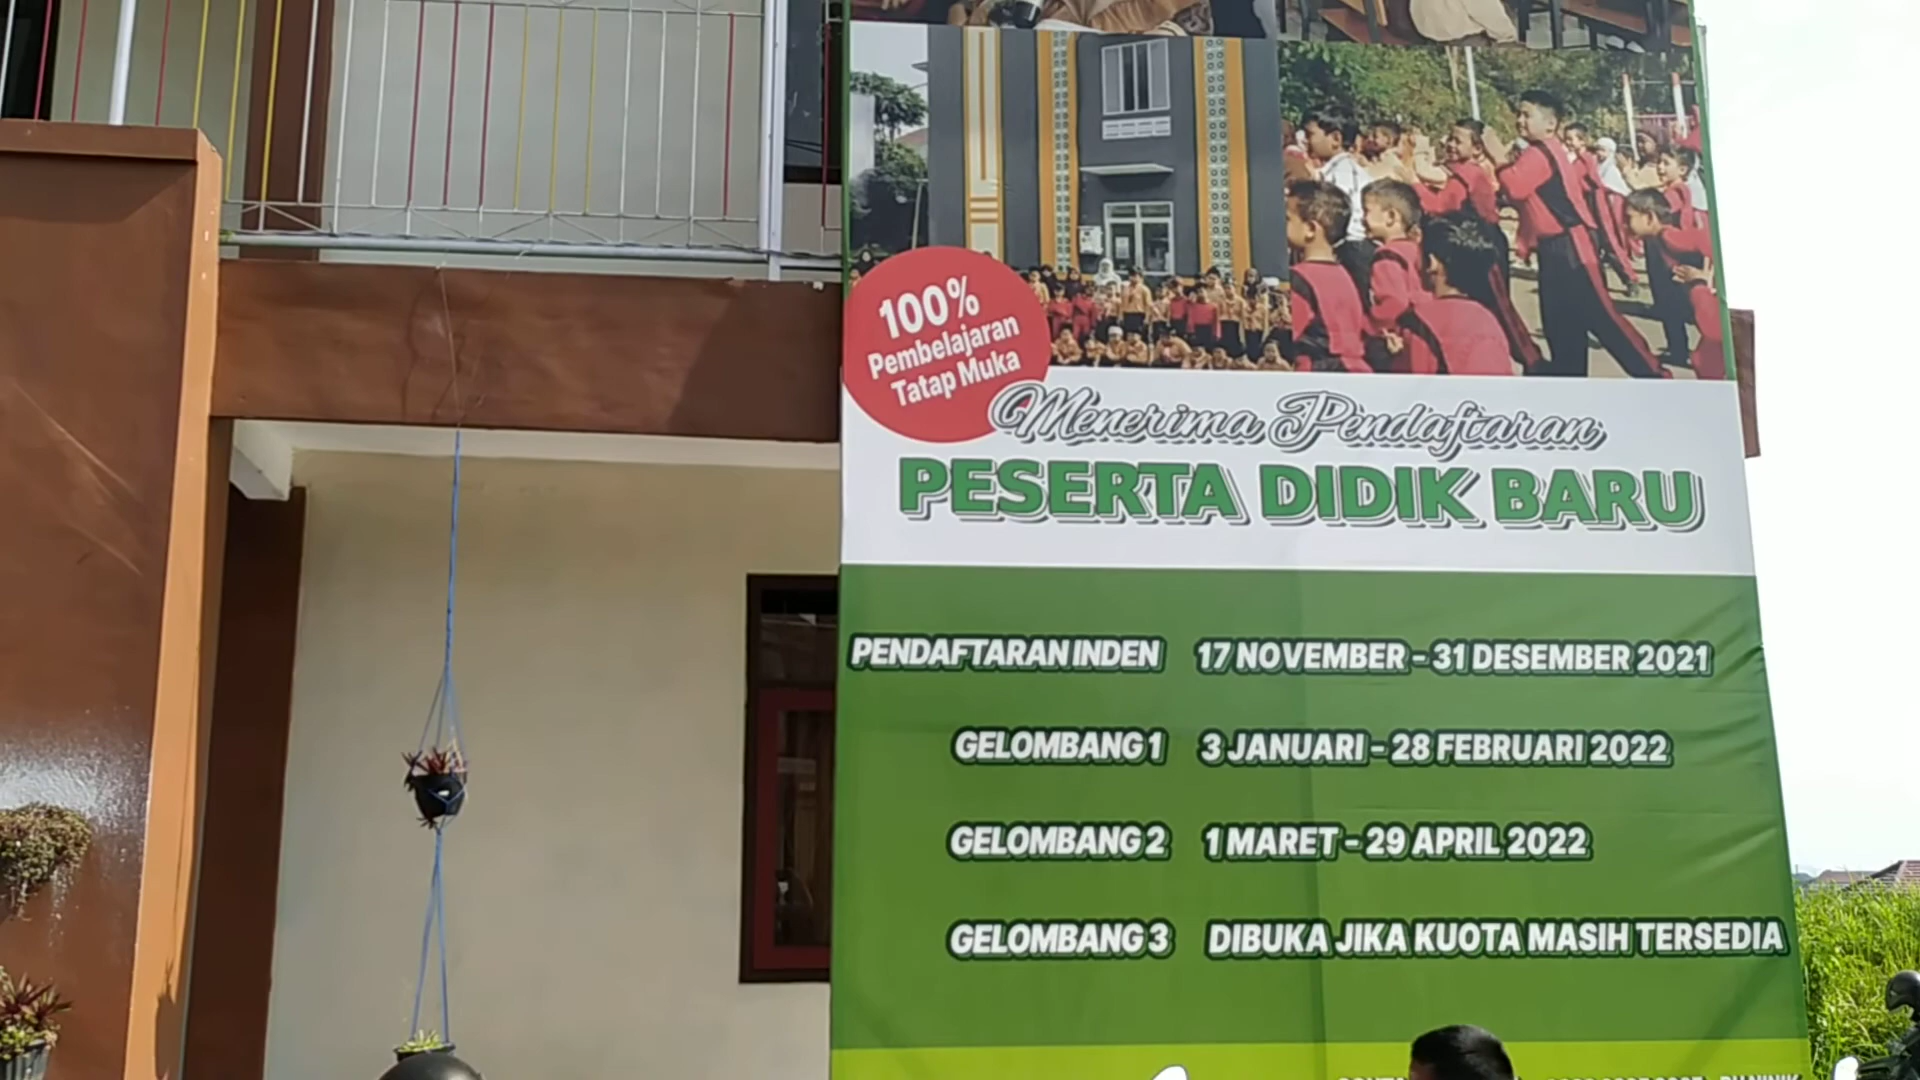 100%
Pembelajaran
Tatap Muka
Menerima Pendaftaran
PESERTA DIDIK BARU
PENDAFTARAN INDEN 17 NOVEMBER - 31 DESEMBER 2021
GELOMBANG 1 3 JANUARI - 28 FEBRUARI 2022
GELOMBANG 2 1 MARET - 29 APRIL 2022
GELOMBANG 3 DIBUKA JIKA KUOTA MASIH TERSEDIA